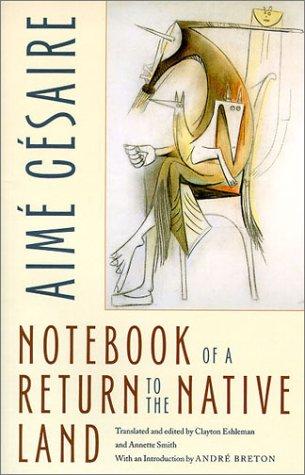 AIMÉ CÉSAIRE
NOTEBOOK OF A
RETURN TO THE NATIVE
LAND
Translated and edited by Clayton Eshleman
and Annette Smith
With an Introduction by ANDRÉ BRETON